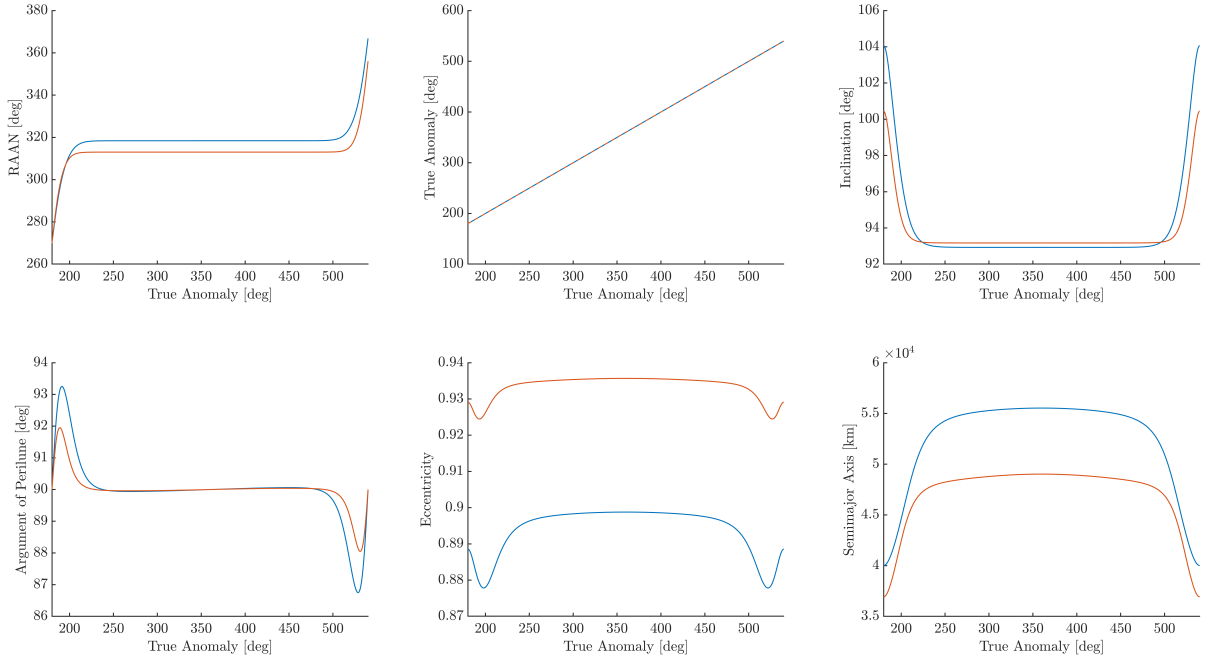 380
360
340
320
300
280
260
RAAN [deg]
200 250 300 350 400 450 500
True Anomaly [deg]
600
500
400
300
200
100
True Anomaly [deg]
200 250 300 350 400 450 500
True Anomaly [deg]
106
104
102
100
98
96
94
92
Inclination [deg]
200 250 300 350 400 450 500
True Anomaly [deg]
94
93
92
91
90
89
88
87
86
Argument of Perilune [deg]
200 250 300 350 400 450 500
True Anomaly [deg]
0.94
0.93
0.92
0.91
0.9
0.89
0.88
0.87
Eccentricity
200 250 300 350 400 450 500
True Anomaly [deg]
×10⁴
6
5.5
5
4.5
4
3.5
Semimajor Axis [km]
200 250 300 350 400 450 500
True Anomaly [deg]